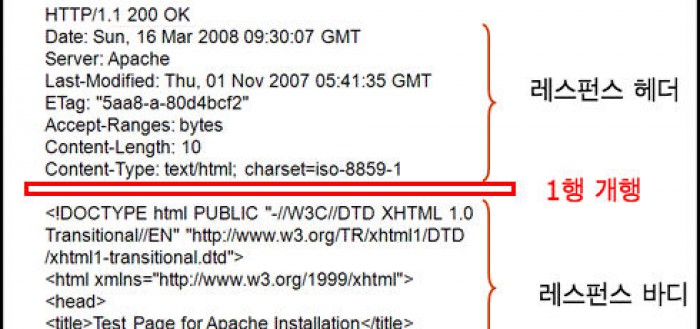 HTTP/1.1 200 OK
Date: Sun, 16 Mar 2008 09:30:07 GMT
Server: Apache
Last-Modified: Thu, 01 Nov 2007 05:41:35 GMT
ETag: "5aa8-a-80d4bcf2"
Accept-Ranges: bytes
Content-Length: 10
Content-Type: text/html; charset=iso-8859-1
레스펀스 헤더
1행 개행
<!DOCTYPE html PUBLIC "-//W3C//DTD XHTML 1.0
Transitional//EN" "http://www.w3.org/TR/xhtml1/DTD
/xhtml1-transitional.dtd">
<html xmlns="http://www.w3.org/1999/xhtml">
<head>
<title>Test Page for Apache Installation</title>
레스펀스 바디